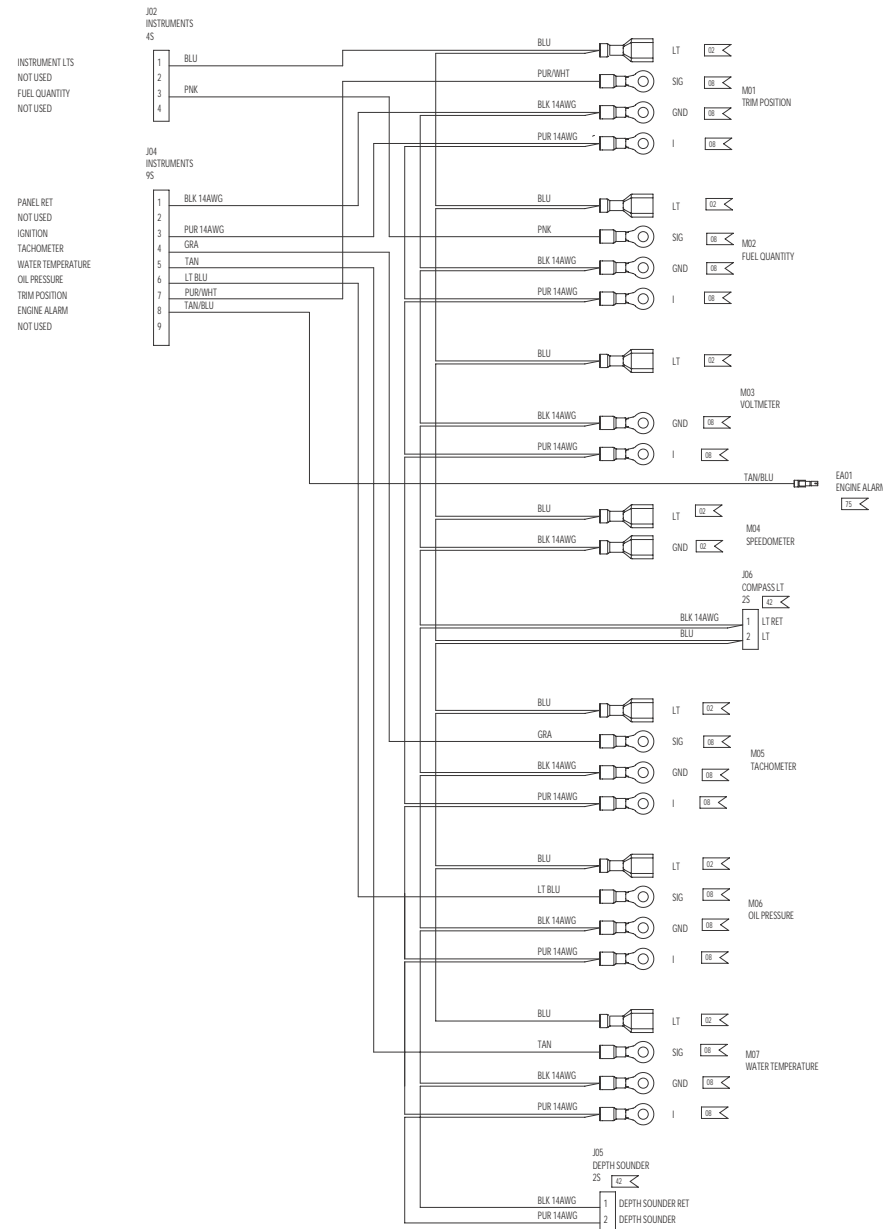 J02
INSTRUMENTS
4S
INSTRUMENT LTS 1 BLU
NOT USED 2
FUEL QUANTITY 3 PNK
NOT USED 4
J04
INSTRUMENTS
9S
PANEL RET 1 BLK 14AWG
NOT USED 2
IGNITION 3 PUR 14AWG
TACHOMETER 4 GRA
WATER TEMPERATURE 5 TAN
OIL PRESSURE 6 LT BLU
TRIM POSITION 7 PUR/WHT
ENGINE ALARM 8 TAN/BLU
NOT USED 9
BLU LT 02
PUR/WHT SIG 08
M01
TRIM POSITION
BLK 14AWG GND 08
PUR 14AWG I 08
BLU LT 02
PNK SIG 08
M02
FUEL QUANTITY
BLK 14AWG GND 08
PUR 14AWG I 08
BLU LT 02
M03
VOLTMETER
BLK 14AWG GND 08
PUR 14AWG I 08
TAN/BLU
EA01
ENGINE ALARM
75
BLU LT 02
M04
SPEEDOMETER
BLK 14AWG GND 02
J06
COMPASS LT
2S 42
BLK 14AWG 1 LT RET
BLU 2 LT
BLU LT 02
GRA SIG 08
M05
TACHOMETER
BLK 14AWG GND 08
PUR 14AWG I 08
BLU LT 02
LT BLU SIG 08
M06
OIL PRESSURE
BLK 14AWG GND 08
PUR 14AWG I 08
BLU LT 02
TAN SIG 08
M07
WATER TEMPERATURE
BLK 14AWG GND 08
PUR 14AWG I 08
J05
DEPTH SOUNDER
2S 42
BLK 14AWG 1 DEPTH SOUNDER RET
PUR 14AWG 2 DEPTH SOUNDER